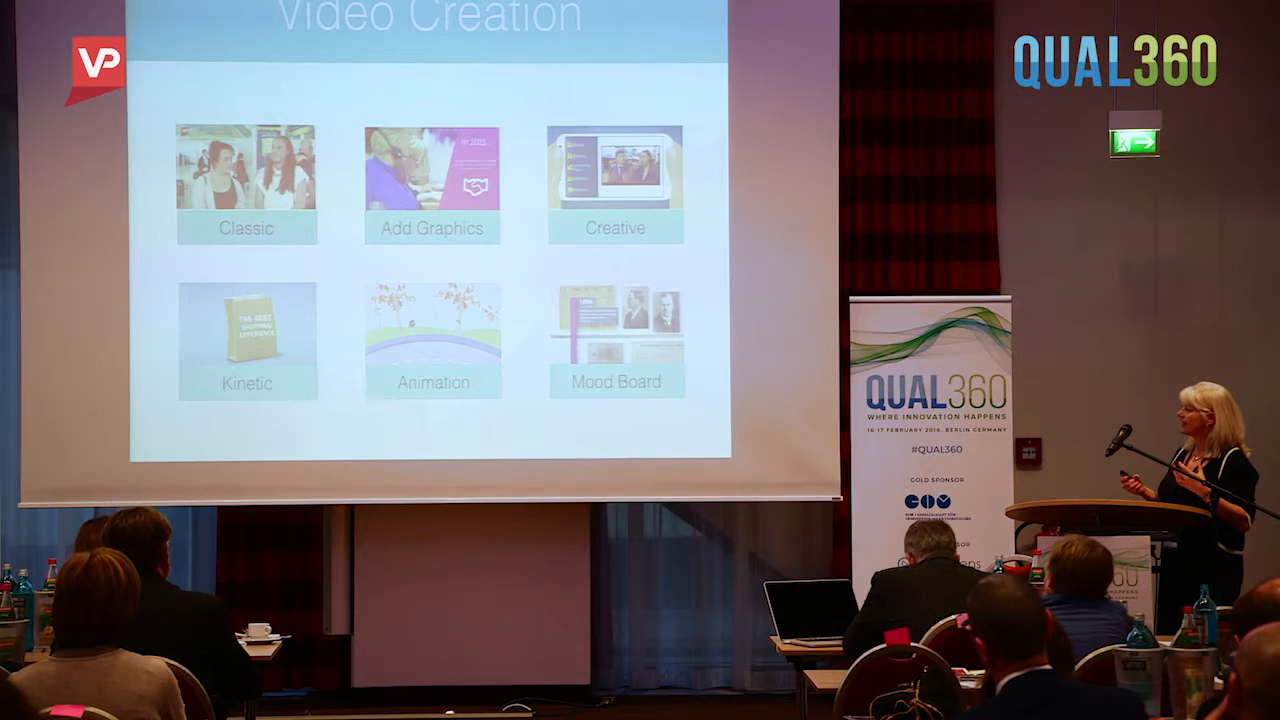 Video Creation
VP
QUAL360
In 2015..
Classic
Add Graphics
Creative
THE BEST
SHOPPING
EXPERIENCE
Kinetic
Animation
Mood Board
QUAL360
WHERE INNOVATION HAPPENS
16-17 FEBRUARY 2016, BERLIN GERMANY
#QUAL360
GOLD SPONSOR
GIM